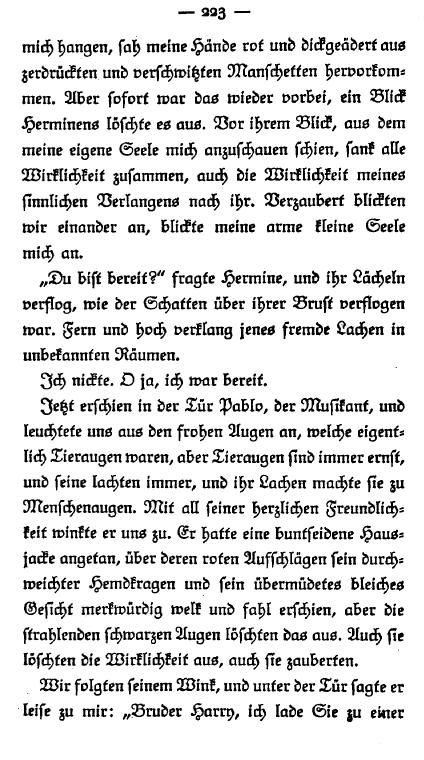 — 223 —
mich hangen, sah meine Hände rot und dickgeädert aus
zerdrückten und verschwitzten Manschetten hervorkom-
men. Aber sofort war das wieder vorbei, ein Blick
Herminens löschte es aus. Vor ihrem Blick, aus dem
meine eigene Seele mich anzuschauen schien, sank alle
Wirklichkeit zusammen, auch die Wirklichkeit meines
sinnlichen Verlangens nach ihr. Verzaubert blickten
wir einander an, blickte meine arme kleine Seele
mich an.
„Du bist bereit?“ fragte Hermine, und ihr Lächeln
verflog, wie der Schatten über ihrer Brust verflogen
war. Fern und hoch verklang jenes fremde Lachen in
unbekannten Räumen.
Ich nickte. O ja, ich war bereit.
Jetzt erschien in der Tür Pablo, der Musikant, und
leuchtete uns aus den frohen Augen an, welche eigent-
lich Tieraugen waren, aber Tieraugen sind immer ernst,
und seine lachten immer, und ihr Lachen machte sie zu
Menschenaugen. Mit all seiner herzlichen Freundlich-
keit winkte er uns zu. Er hatte eine buntseidene Haus-
jacke angetan, über deren roten Aufschlägen sein durch-
weichter Hemdkragen und sein übermüdetes bleiches
Gesicht merkwürdig welk und fahl erschien, aber die
strahlenden schwarzen Augen löschten das aus. Auch sie
löschten die Wirklichkeit aus, auch sie zauberten.
Wir folgten seinem Wink, und unter der Tür sagte er
leise zu mir: „Bruder Harry, ich lade Sie zu einer